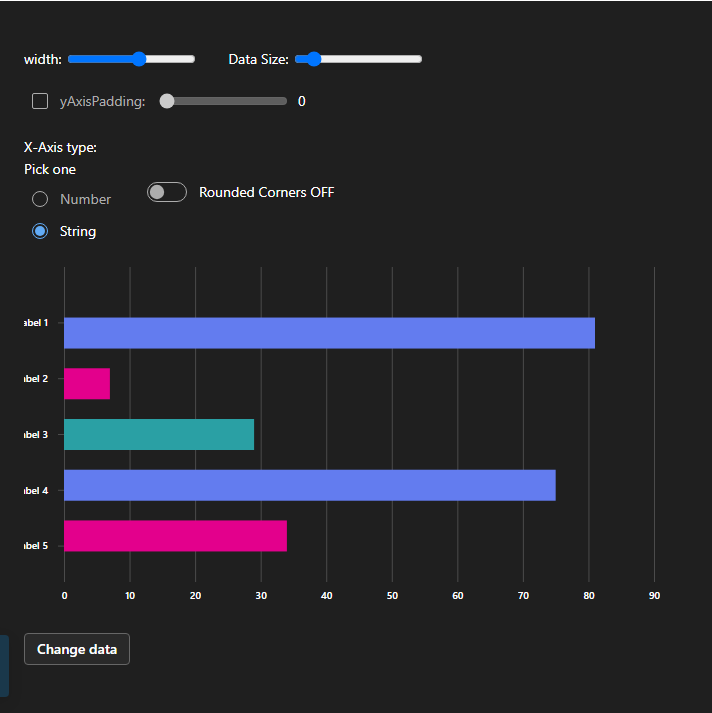 width: Data Size:
yAxisPadding: 0
X-Axis type:
Pick one
Number
Rounded Corners OFF
String
abel 1
abel 2
abel 3
abel 4
abel 5
0 10 20 30 40 50 60 70 80 90
Change data